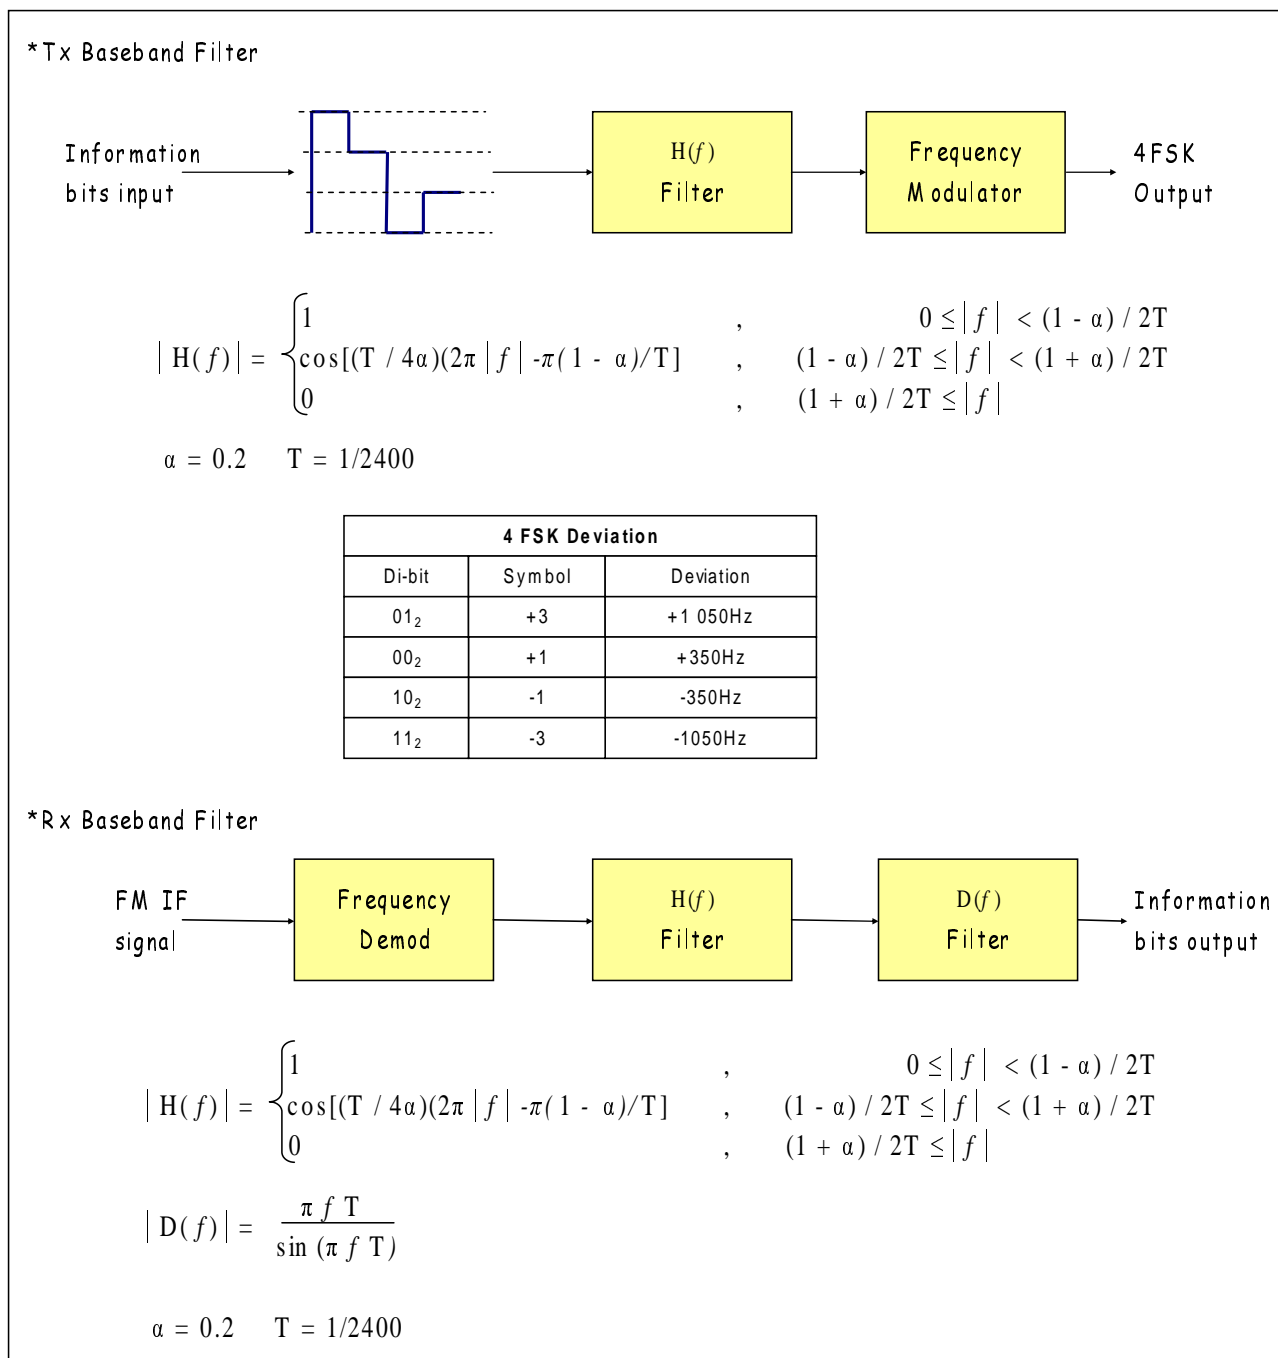 *Tx Baseband Filter
Information
bits input
H(f)
Filter
Frequency
Modulator
4FSK
Output
| H(f) | = { 1 , 0 ≤ | f | < (1 - α) / 2T
cos[(T / 4α)(2π | f | -π(1 - α)/T] , (1 - α) / 2T ≤ | f | < (1 + α) / 2T
0 , (1 + α) / 2T ≤ | f |
α = 0.2 T = 1/2400
4 FSK Deviation
Di-bit Symbol Deviation
01₂ +3 +1 050Hz
00₂ +1 +350Hz
10₂ -1 -350Hz
11₂ -3 -1050Hz
*Rx Baseband Filter
FM IF
signal
Frequency
Demod
H(f)
Filter
D(f)
Filter
Information
bits output
| H(f) | = { 1 , 0 ≤ | f | < (1 - α) / 2T
cos[(T / 4α)(2π | f | -π(1 - α)/T] , (1 - α) / 2T ≤ | f | < (1 + α) / 2T
0 , (1 + α) / 2T ≤ | f |
| D(f) | = π f T / sin (π f T)
α = 0.2 T = 1/2400